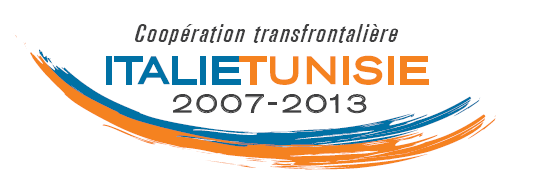 Coopération transfrontalière
ITALIETUNISIE
2007-2013